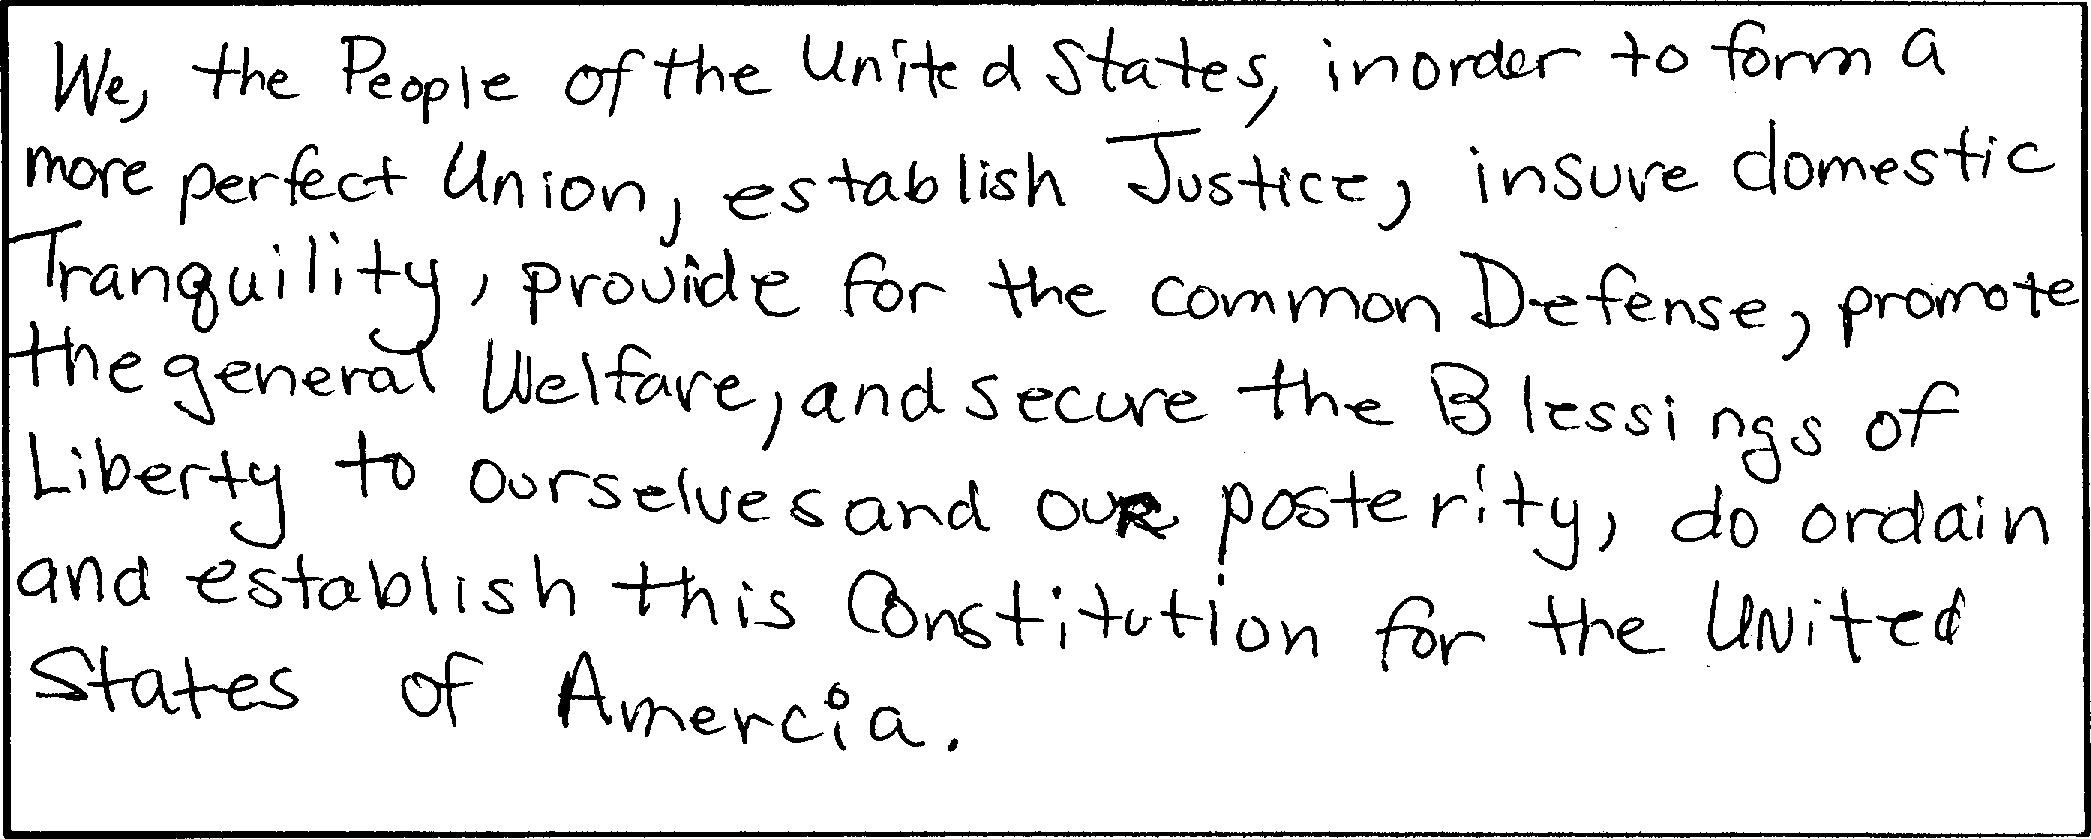 We, the People of the United States, inorder to form a
more perfect Union, establish Justice, insure domestic
Tranquility, provide for the common Defense, promote
the general Welfare, and secure the Blessings of
Liberty to ourselves and our posterity, do ordain
and establish this Constitution for the United
States of Amercia.